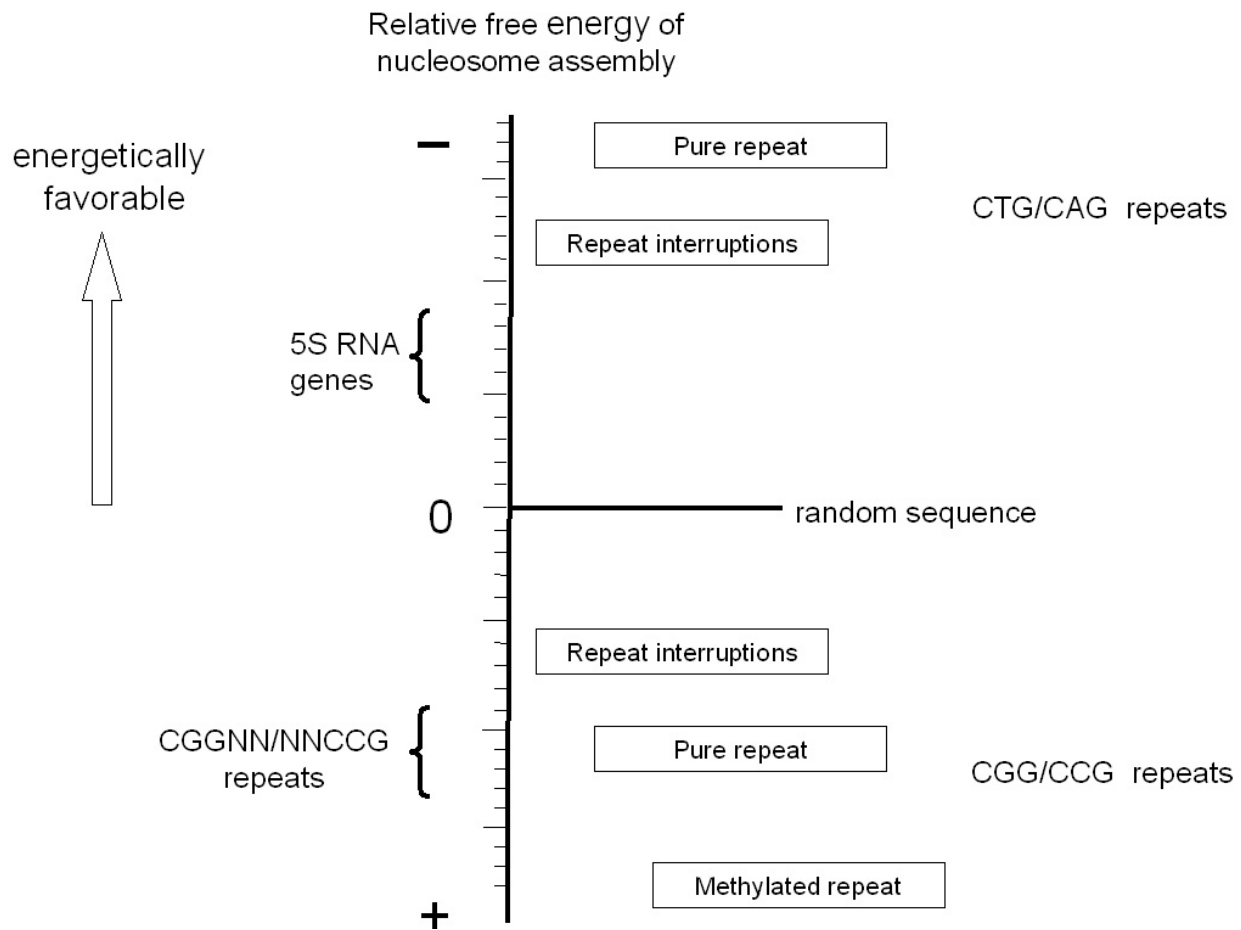 Relative free energy of
nucleosome assembly
−
energetically
favorable
Pure repeat
CTG/CAG repeats
Repeat interruptions
5S RNA
genes
0
random sequence
Repeat interruptions
CGGNN/NNCCG
repeats
Pure repeat
CGG/CCG repeats
Methylated repeat
+